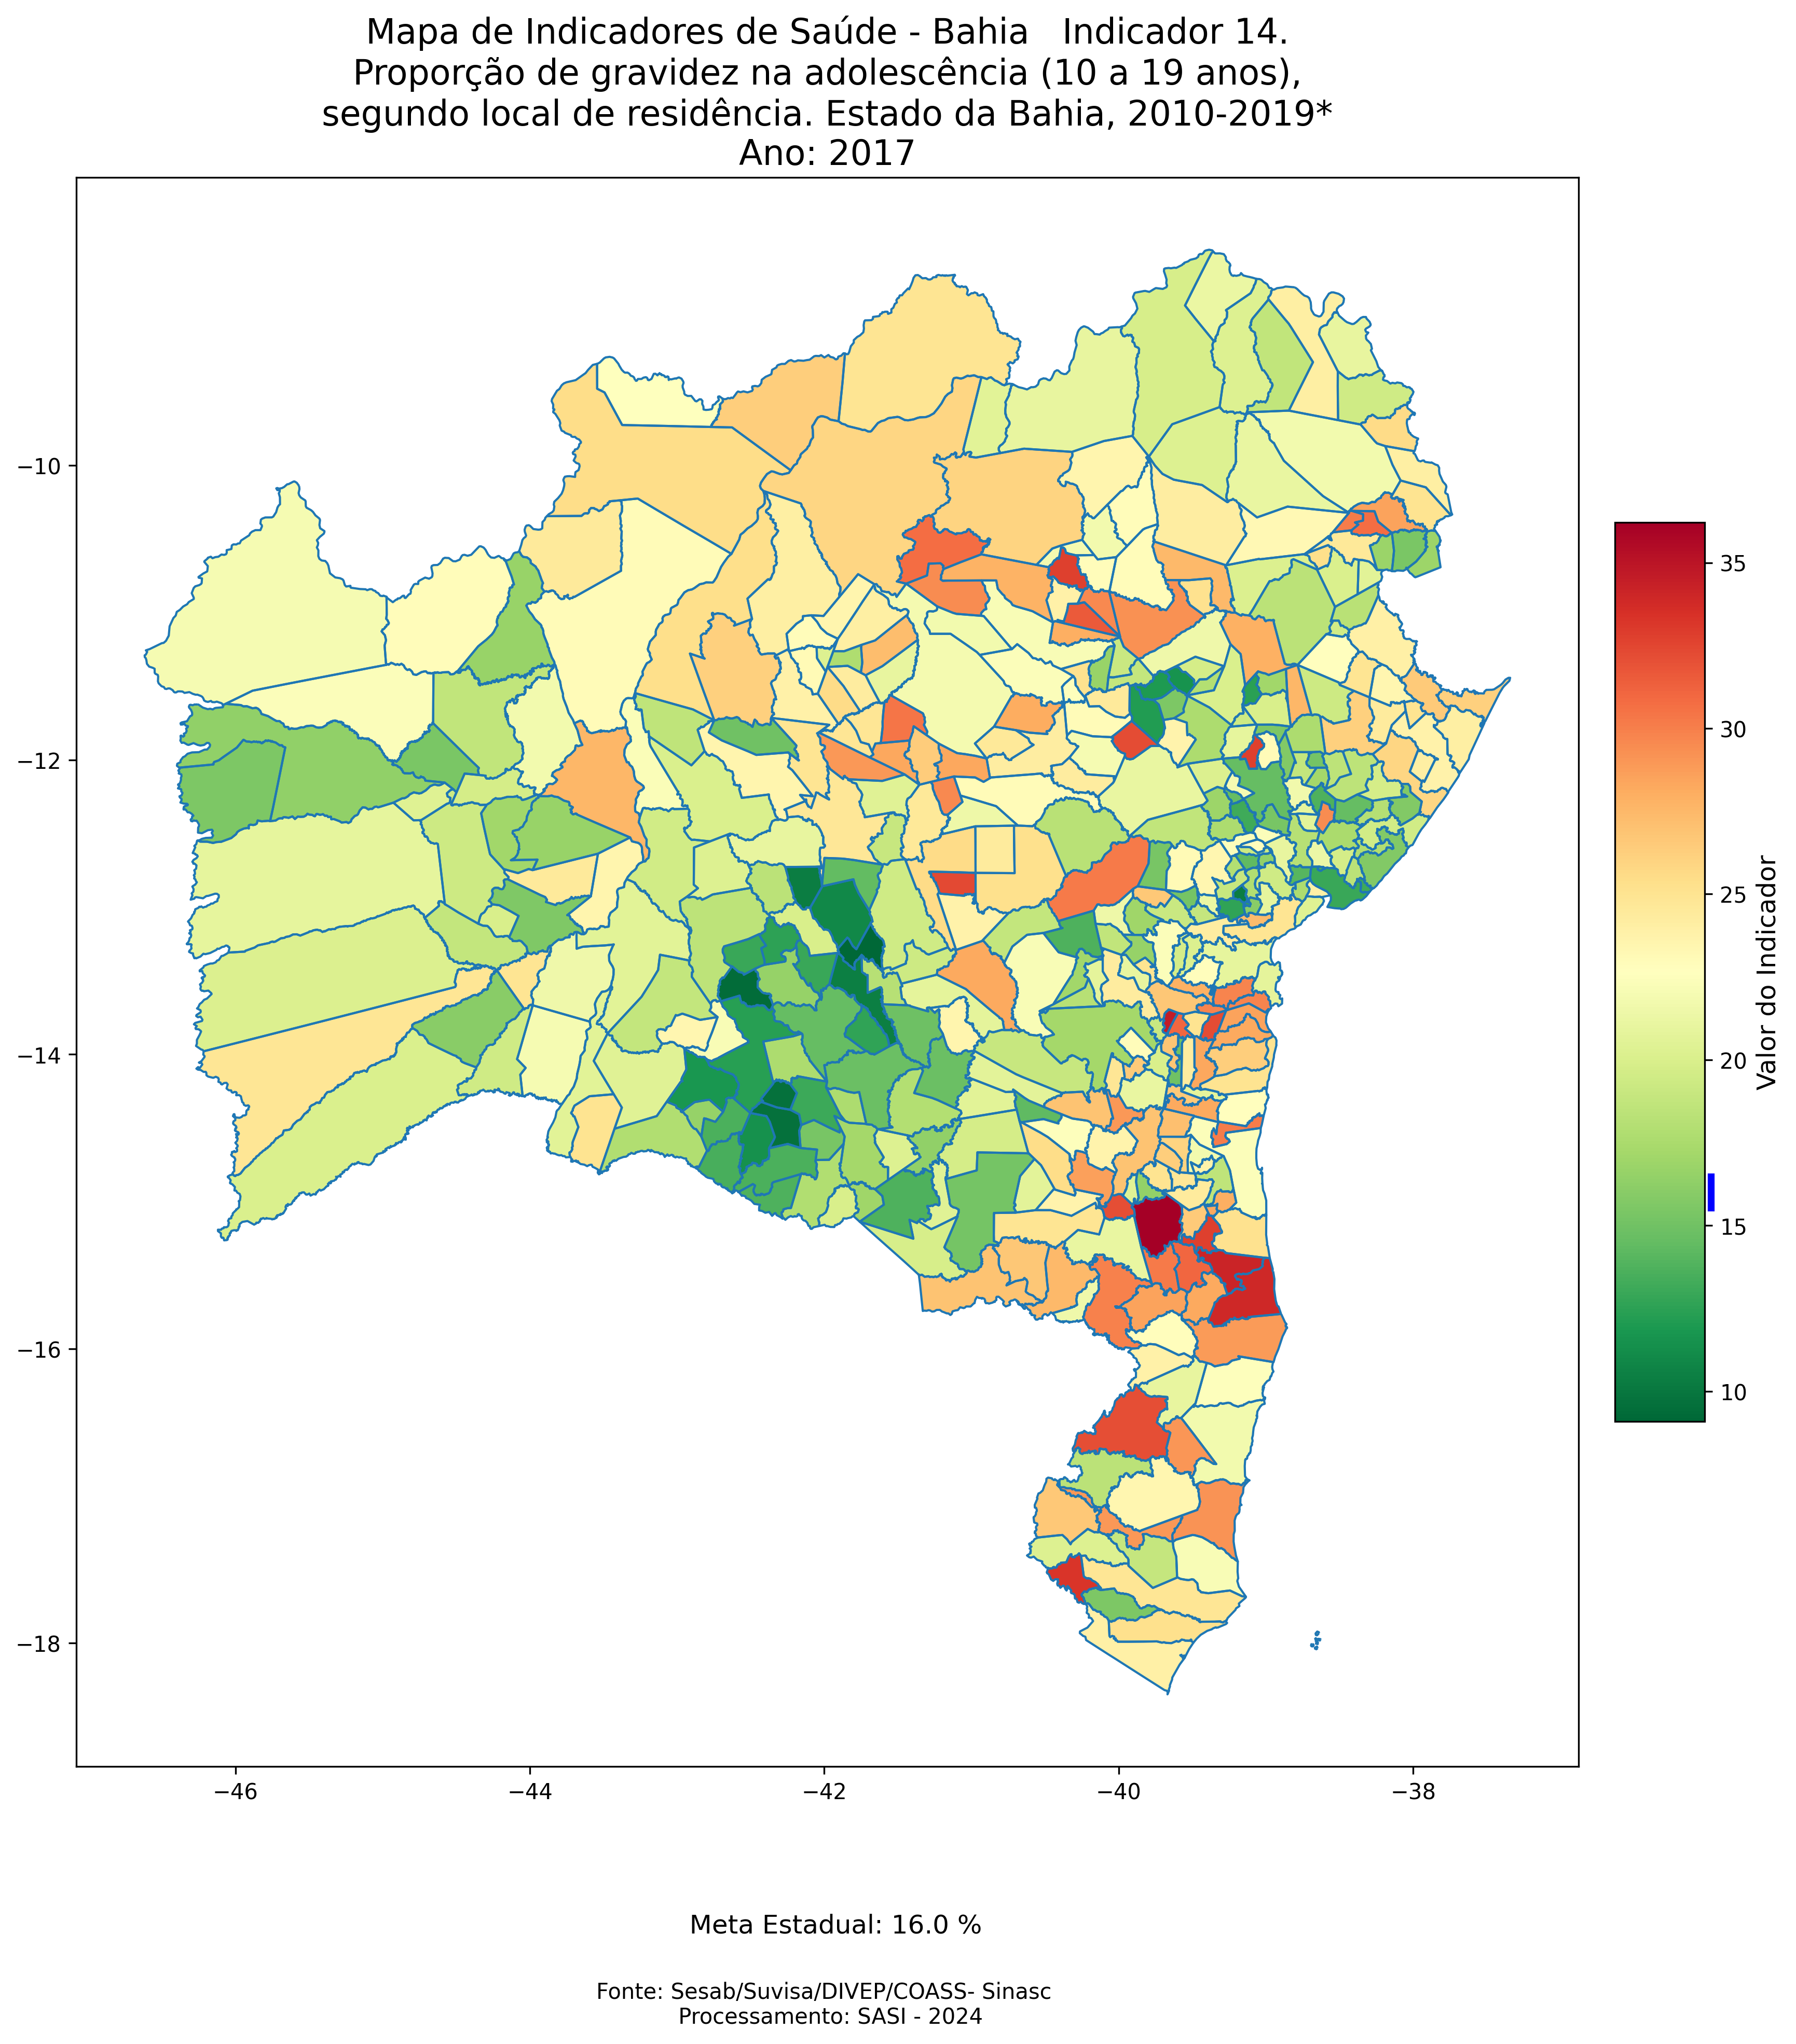 Mapa de Indicadores de Saúde - Bahia   Indicador 14.
Proporção de gravidez na adolescência (10 a 19 anos),
segundo local de residência. Estado da Bahia, 2010-2019*
Ano: 2017
−10
−12
−14
−16
−18
−46
−44
−42
−40
−38
35
30
25
20
15
10
Valor do Indicador
Meta Estadual: 16.0 %
Fonte: Sesab/Suvisa/DIVEP/COASS- Sinasc
Processamento: SASI - 2024